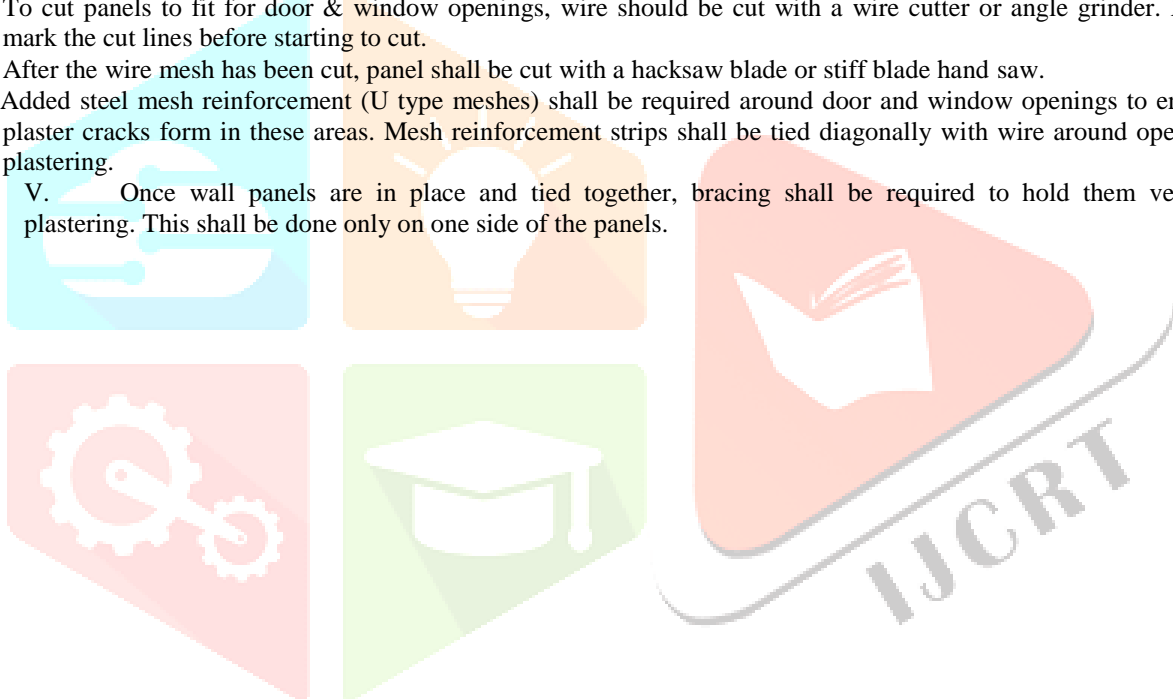 To cut panels to fit for door & window openings, wire should be cut with a wire cutter or angle grinder.
mark the cut lines before starting to cut.
After the wire mesh has been cut, panel shall be cut with a hacksaw blade or stiff blade hand saw.
Added steel mesh reinforcement (U type meshes) shall be required around door and window openings to
plaster cracks form in these areas. Mesh reinforcement strips shall be tied diagonally with wire around
plastering.
V. Once wall panels are in place and tied together, bracing shall be required to hold them
plastering. This shall be done only on one side of the panels.
IJCRT